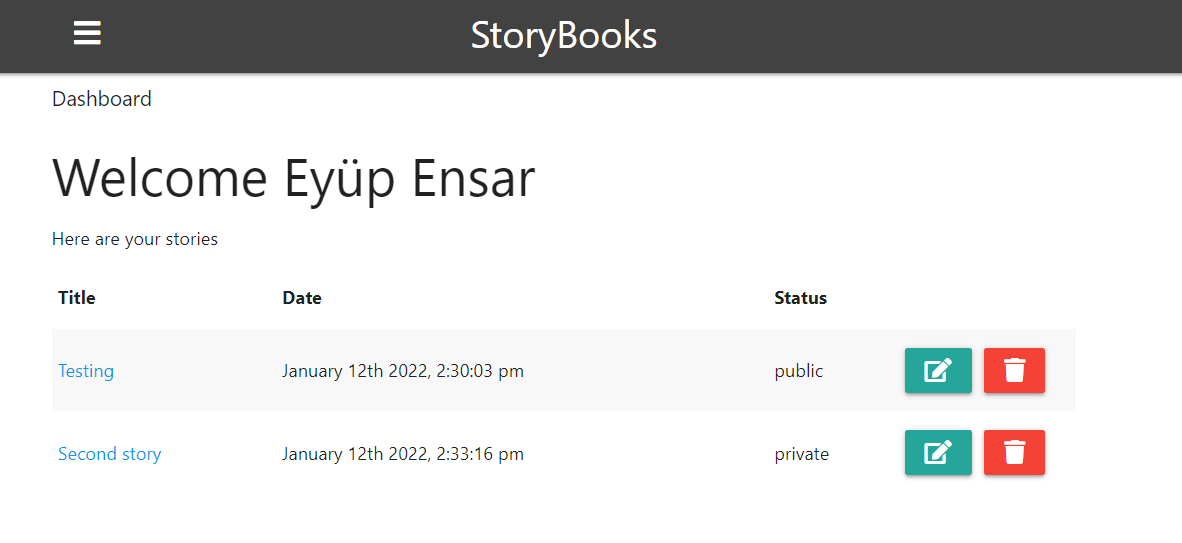 StoryBooks
Dashboard
Welcome Eyüp Ensar
Here are your stories
Title Date Status
Testing January 12th 2022, 2:30:03 pm public
Second story January 12th 2022, 2:33:16 pm private